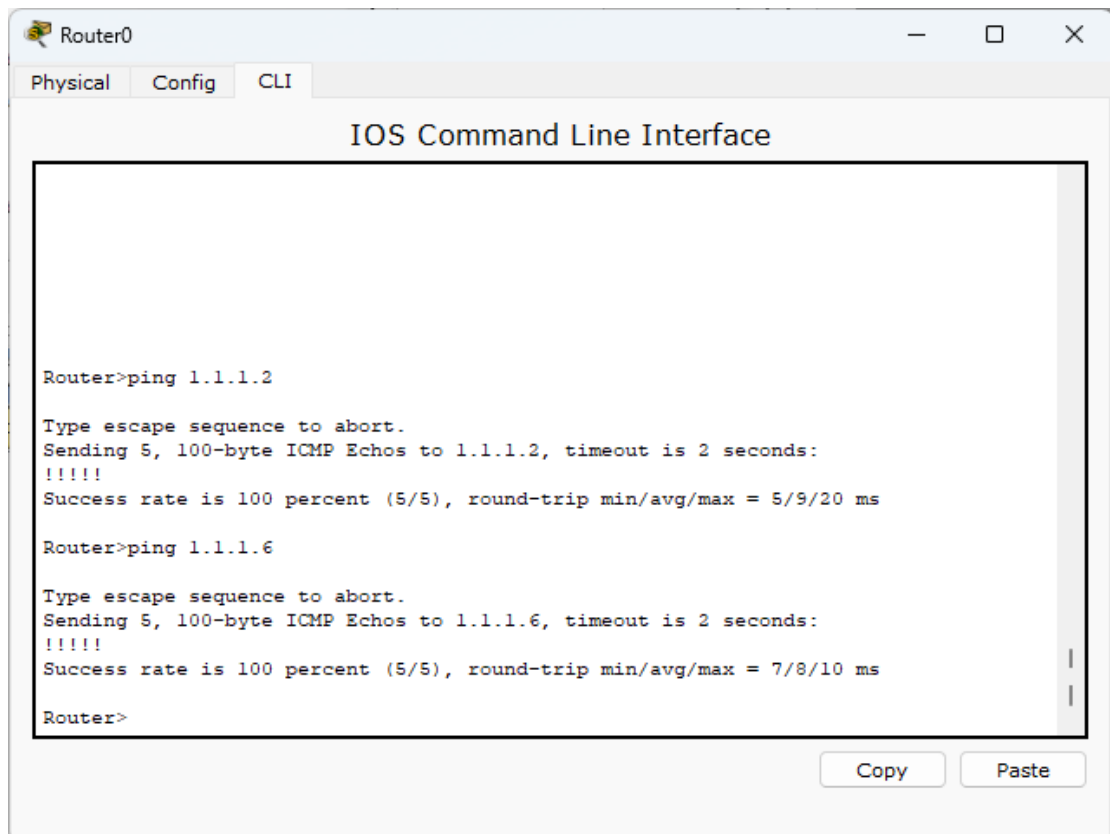 Router0
Physical Config CLI
IOS Command Line Interface
Router>ping 1.1.1.2
Type escape sequence to abort.
Sending 5, 100-byte ICMP Echos to 1.1.1.2, timeout is 2 seconds:
!!!!!
Success rate is 100 percent (5/5), round-trip min/avg/max = 5/9/20 ms
Router>ping 1.1.1.6
Type escape sequence to abort.
Sending 5, 100-byte ICMP Echos to 1.1.1.6, timeout is 2 seconds:
!!!!!
Success rate is 100 percent (5/5), round-trip min/avg/max = 7/8/10 ms
Router>
Copy Paste